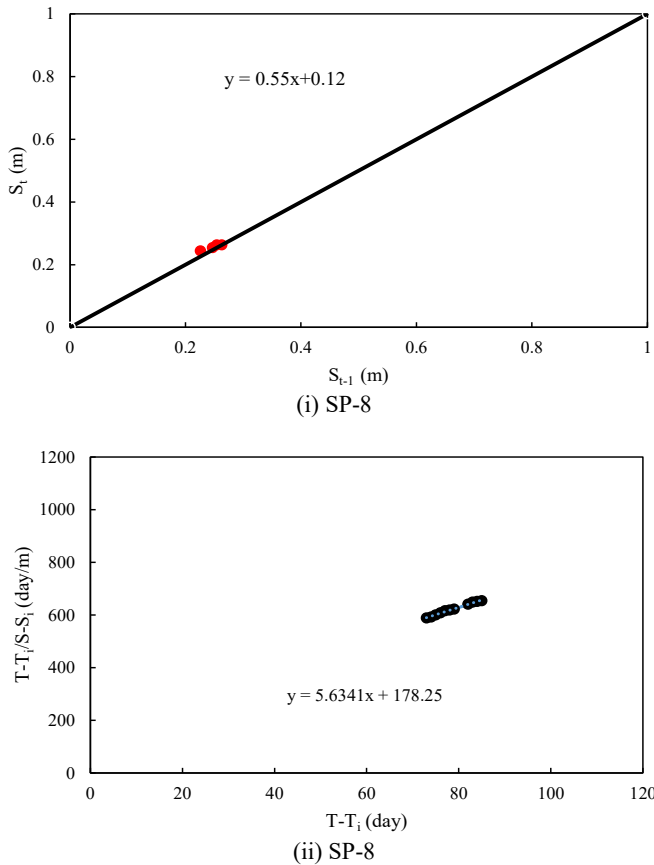 1
0.8
y = 0.55x+0.12
0.6
S_t (m)
0.4
0.2
0
0 0.2 0.4 0.6 0.8 1
S_{t-1} (m)
(i) SP-8
1200
1000
800
T-T_i/S-S_i (day/m)
600
400
y = 5.6341x + 178.25
200
0
0 20 40 60 80 100 120
T-T_i (day)
(ii) SP-8